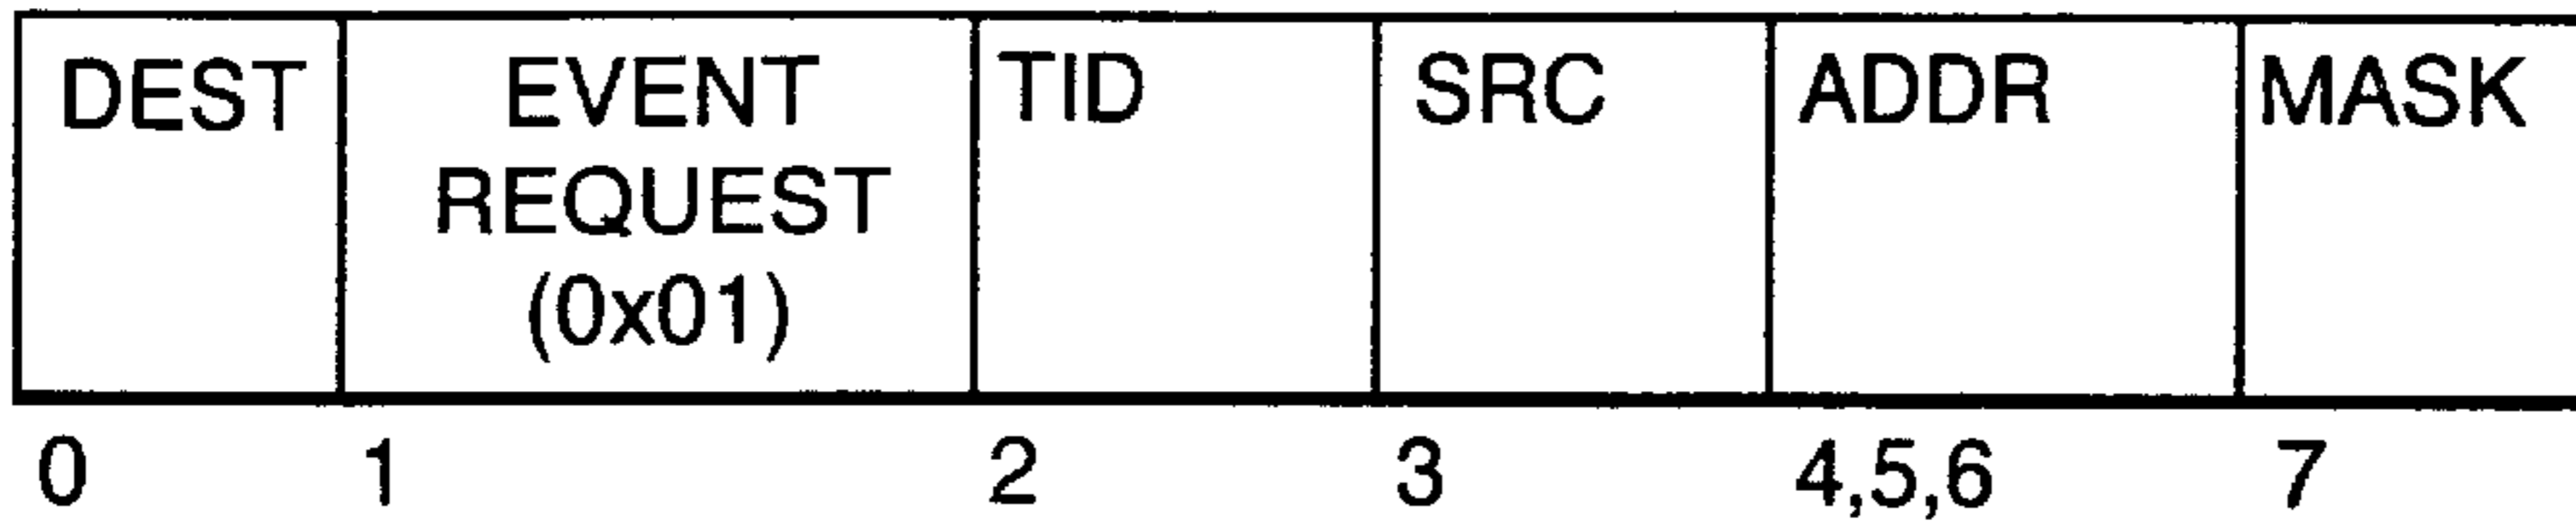 DEST EVENT TID SRC ADDR MASK
REQUEST
(0x01)
0 1 2 3 4,5,6 7